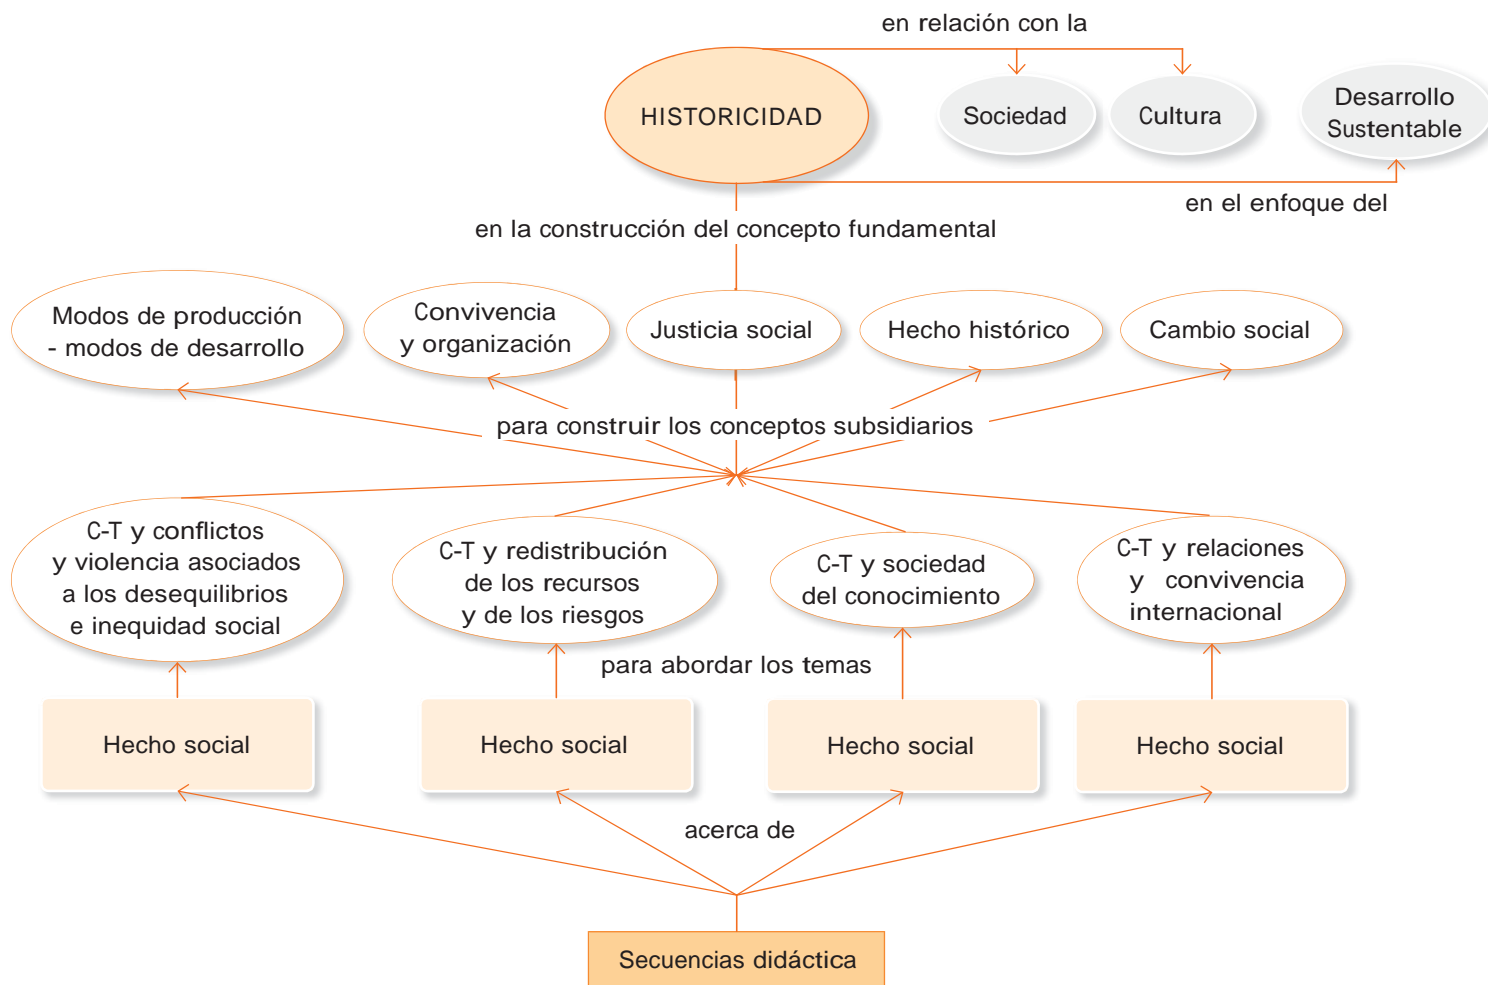 en relación con la
HISTORICIDAD
Sociedad
Cultura
Desarrollo
Sustentable
en el enfoque del
en la construcción del concepto fundamental
Modos de producción
- modos de desarrollo
Convivencia
y organización
Justicia social
Hecho histórico
Cambio social
para construir los conceptos subsidiarios
C-T y conflictos
y violencia asociados
a los desequilibrios
e inequidad social
C-T y redistribución
de los recursos
y de los riesgos
C-T y sociedad
del conocimiento
C-T y relaciones
y convivencia
internacional
para abordar los temas
Hecho social
Hecho social
Hecho social
Hecho social
acerca de
Secuencias didáctica